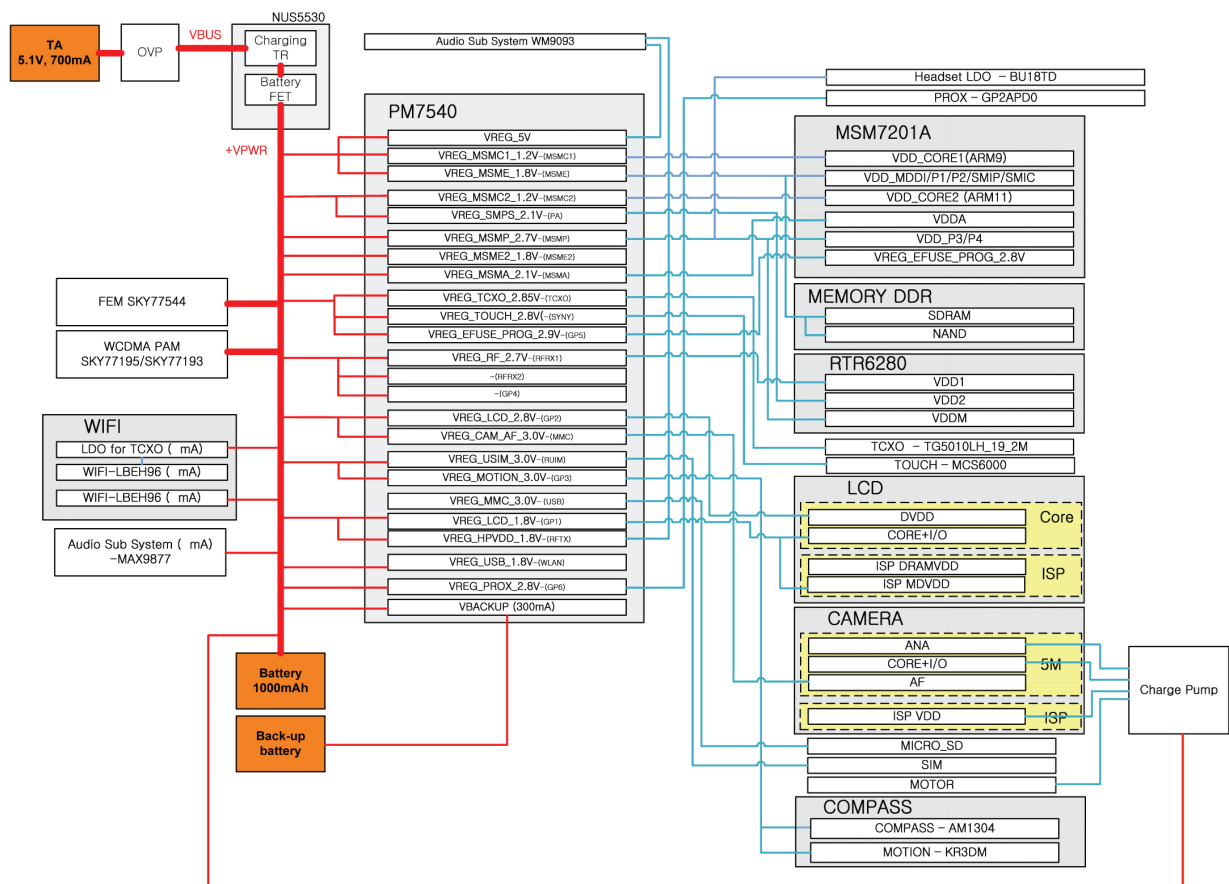 NUS5530
TA
5.1V, 700mA
OVP
VBUS
Charging
TR
Battery
FET
+VPWR
Audio Sub System WM9093
PM7540
VREG_5V
VREG_MSMC1_1.2V-(MSMC1)
VREG_MSME_1.8V-(MSME)
VREG_MSMC2_1.2V-(MSMC2)
VREG_SMPS_2.1V-(PA)
VREG_MSMP_2.7V-(MSMP)
VREG_MSME2_1.8V-(MSME2)
VREG_MSMA_2.1V-(MSMA)
VREG_TCXO_2.85V-(TCXO)
VREG_TOUCH_2.8V(-(SYNY)
VREG_EFUSE_PROG_2.9V-(GP5)
VREG_RF_2.7V-(RFRX1)
-(RFRX2)
-(GP4)
VREG_LCD_2.8V-(GP2)
VREG_CAM_AF_3.0V-(MMC)
VREG_USIM_3.0V-(RUIM)
VREG_MOTION_3.0V-(GP3)
VREG_MMC_3.0V-(USB)
VREG_LCD_1.8V-(GP1)
VREG_HPVDD_1.8V-(RFTX)
VREG_USB_1.8V-(WLAN)
VREG_PROX_2.8V-(GP6)
VBACKUP (300mA)
FEM SKY77544
WCDMA PAM
SKY77195/SKY77193
WIFI
LDO for TCXO ( mA)
WIFI-LBEH96 ( mA)
WIFI-LBEH96 ( mA)
Audio Sub System ( mA)
-MAX9877
Battery
1000mAh
Back-up
battery
Headset LDO - BU18TD
PROX - GP2APD0
MSM7201A
VDD_CORE1(ARM9)
VDD_MDDI/P1/P2/SMIP/SMIC
VDD_CORE2 (ARM11)
VDDA
VDD_P3/P4
VREG_EFUSE_PROG_2.8V
MEMORY DDR
SDRAM
NAND
RTR6280
VDD1
VDD2
VDDM
TCXO - TG5010LH_19_2M
TOUCH - MCS6000
LCD
DVDD
Core
CORE+I/O
ISP DRAMVDD
ISP
ISP MDVDD
CAMERA
ANA
CORE+I/O
5M
AF
ISP VDD
ISP
Charge Pump
MICRO_SD
SIM
MOTOR
COMPASS
COMPASS - AM1304
MOTION - KR3DM